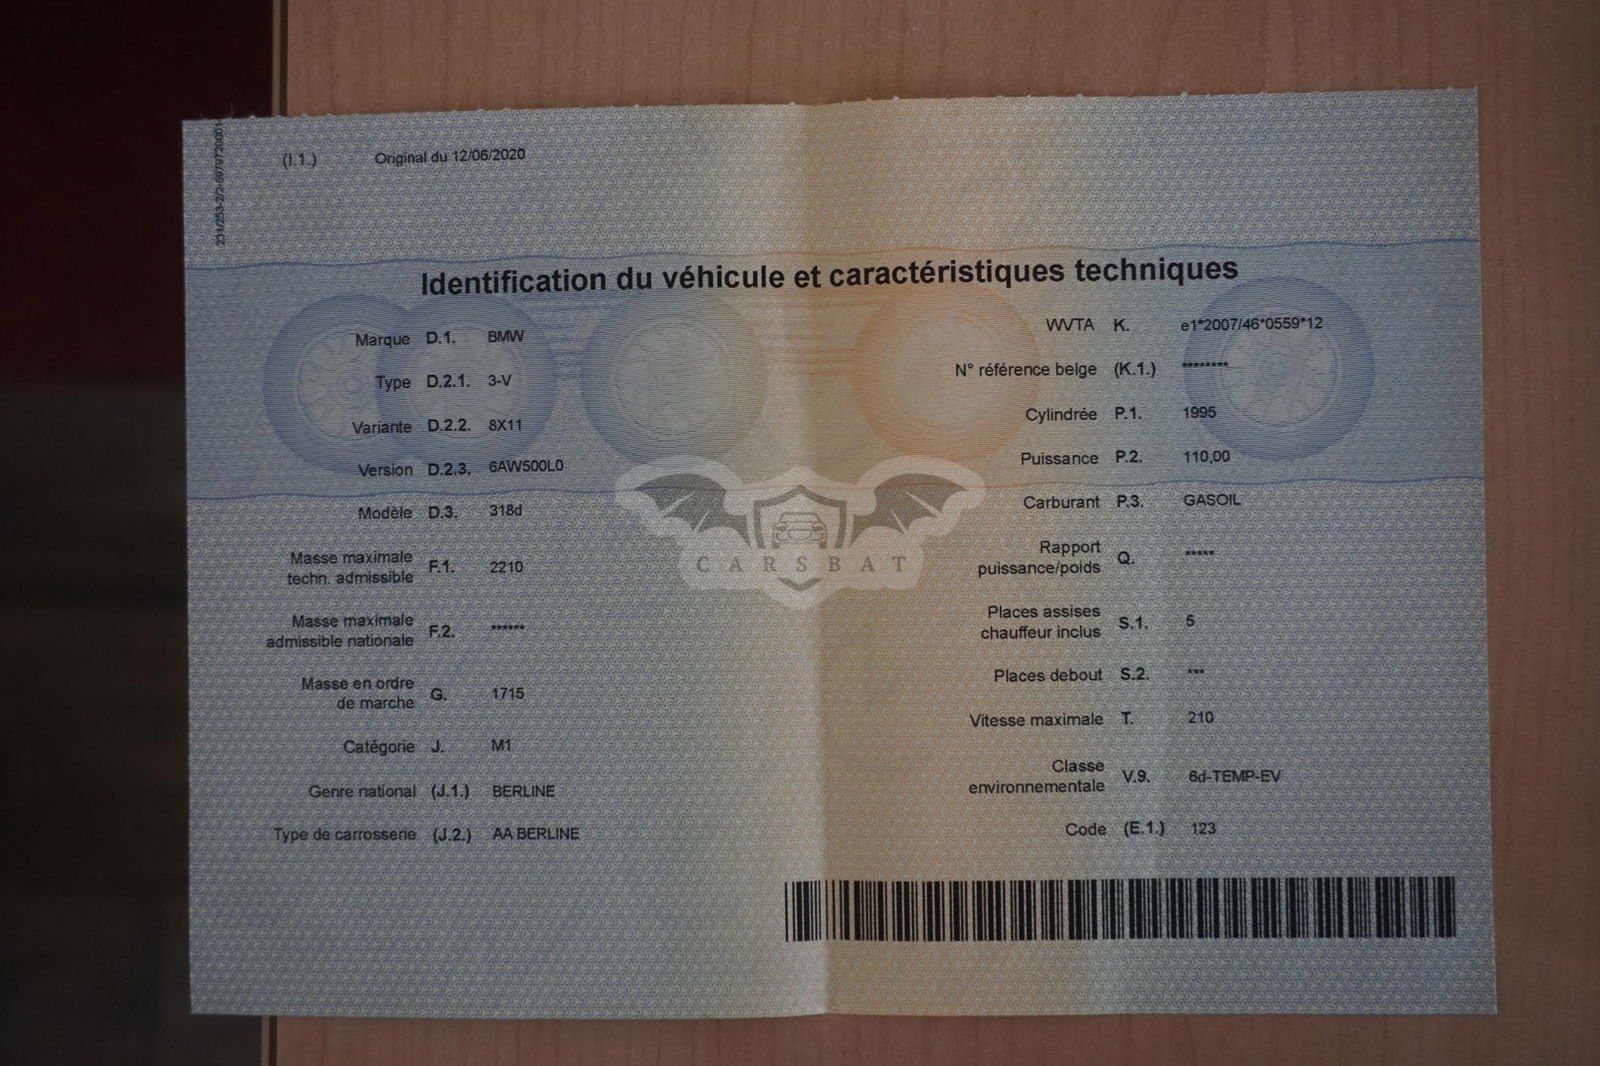 231/253-2/2-6979720001-
(I.1.) Original du 12/06/2020
Identification du véhicule et caractéristiques techniques
Marque D.1. BMW
Type D.2.1. 3-V
Variante D.2.2. 8X11
Version D.2.3. 6AW500L0
Modèle D.3. 318d
Masse maximale
techn. admissible F.1. 2210
Masse maximale
admissible nationale F.2. ******
Masse en ordre
de marche G. 1715
Catégorie J. M1
Genre national (J.1.) BERLINE
Type de carrosserie (J.2.) AA BERLINE
WVTA K. e1*2007/46*0559*12
N° référence belge (K.1.) ********
Cylindrée P.1. 1995
Puissance P.2. 110,00
Carburant P.3. GASOIL
Rapport
puissance/poids Q. *****
Places assises
chauffeur inclus S.1. 5
Places debout S.2. ***
Vitesse maximale T. 210
Classe
environnementale V.9. 6d-TEMP-EV
Code (E.1.) 123
CARSBAT